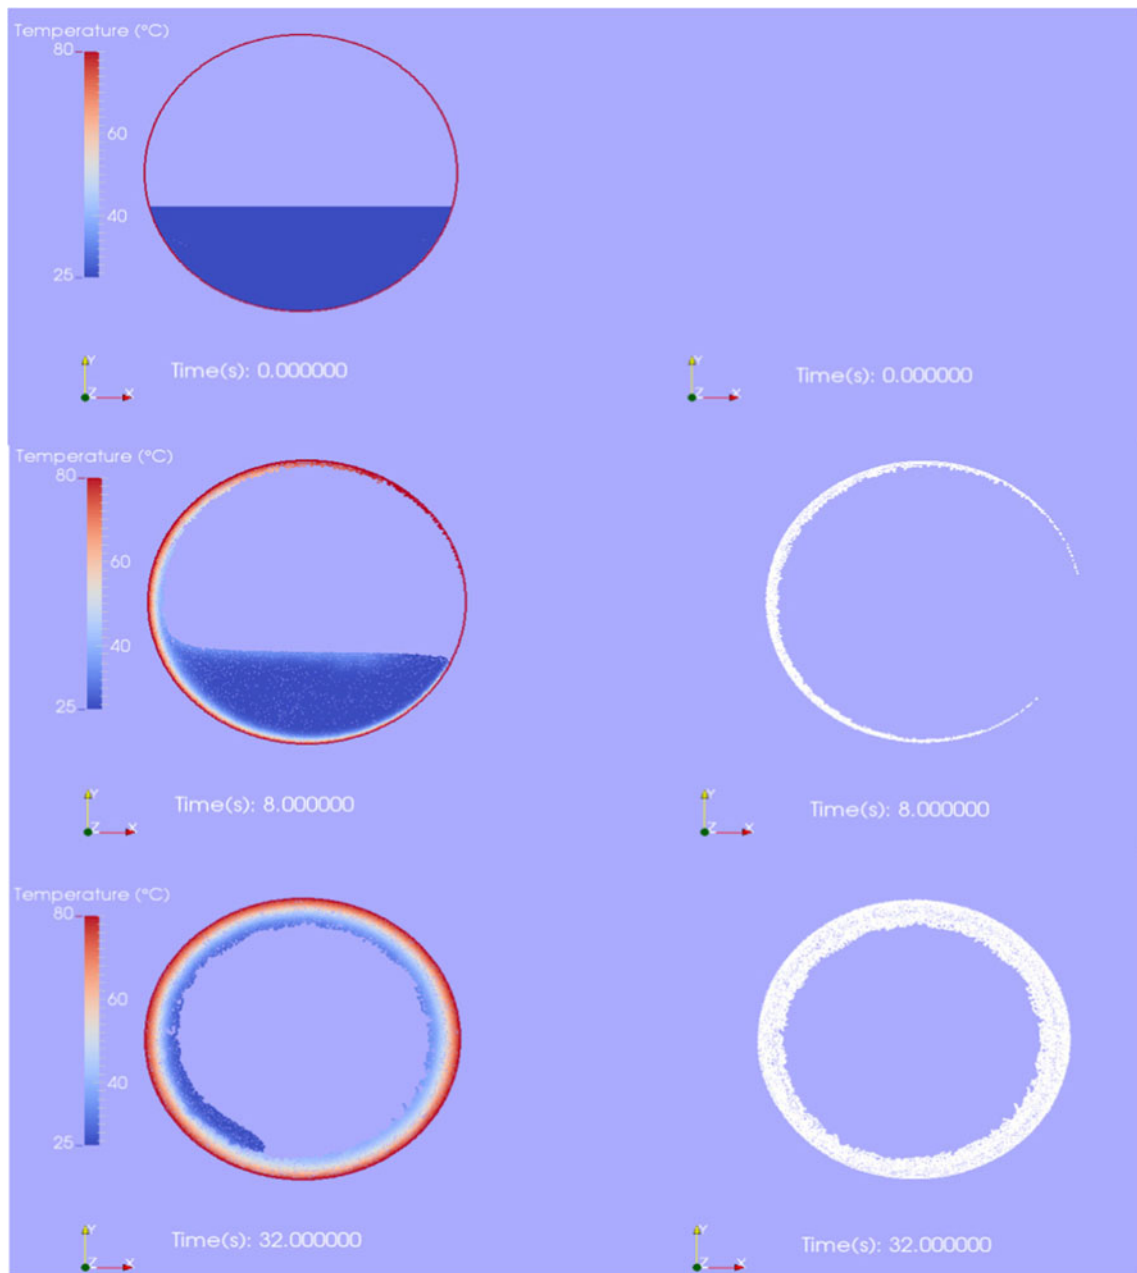 Temperature (°C)
80
60
40
25
Y
Z
X
Time(s): 0.000000
Y
Z
X
Time(s): 0.000000
Temperature (°C)
80
60
40
25
Y
Z
X
Time(s): 8.000000
Y
Z
X
Time(s): 8.000000
Temperature (°C)
80
60
40
25
Y
Z
X
Time(s): 32.000000
Y
Z
X
Time(s): 32.000000